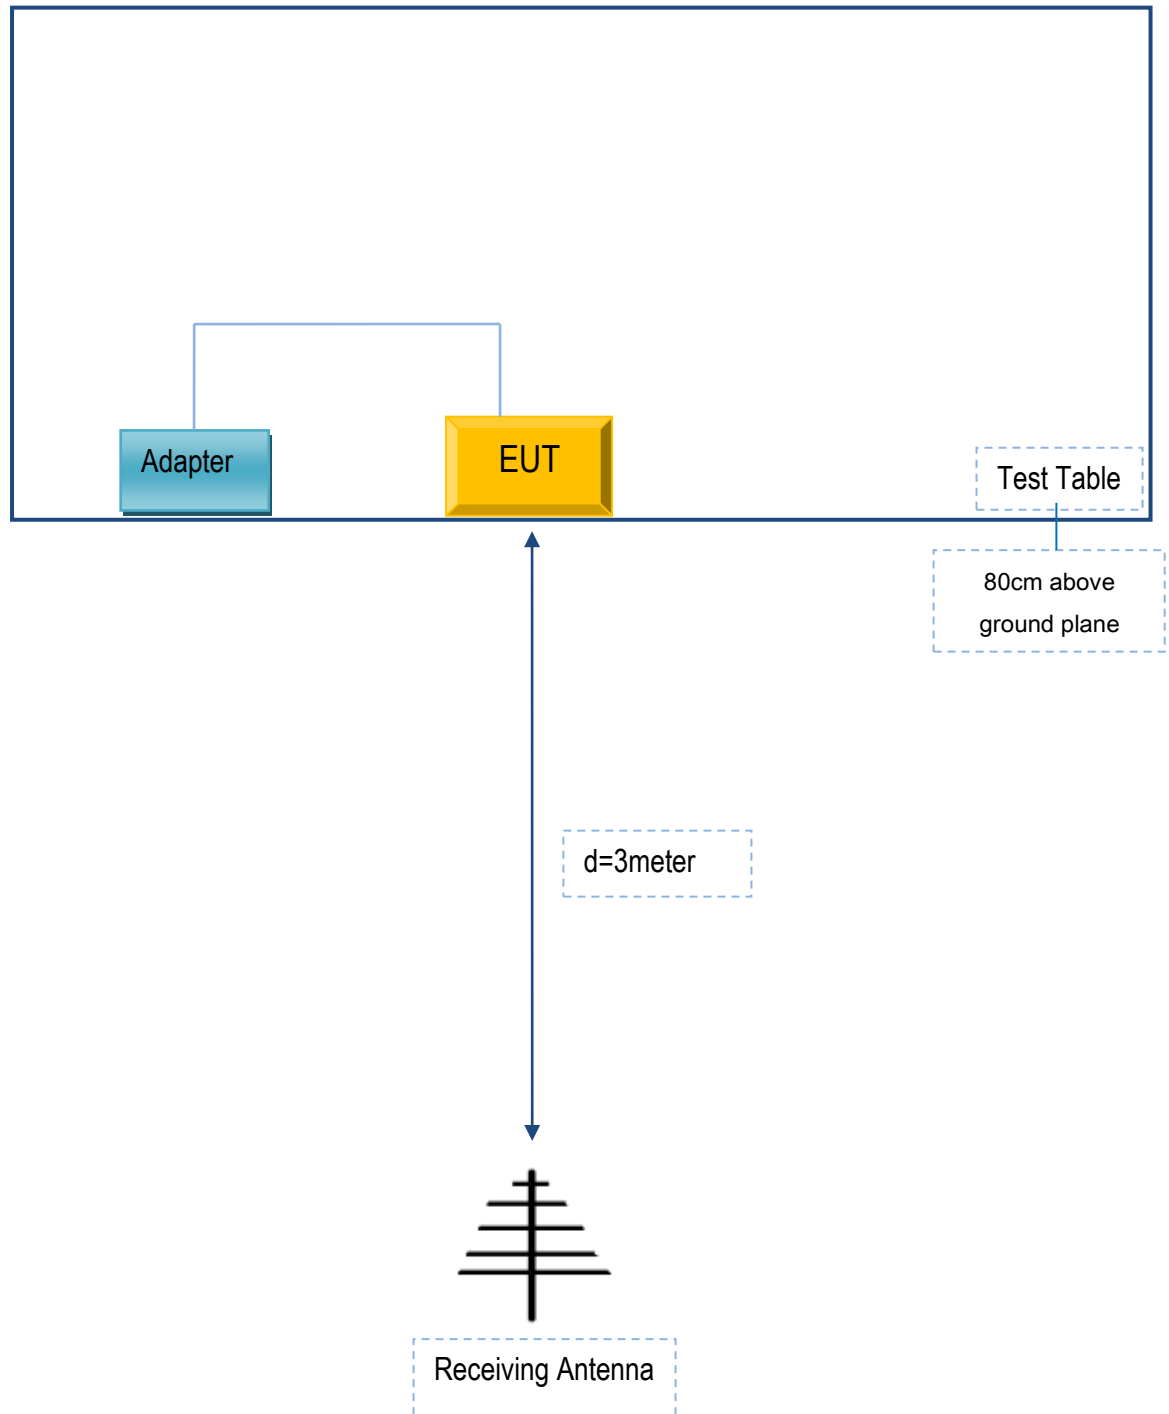 Adapter
EUT
Test Table
80cm above
ground plane
d=3meter
Receiving Antenna